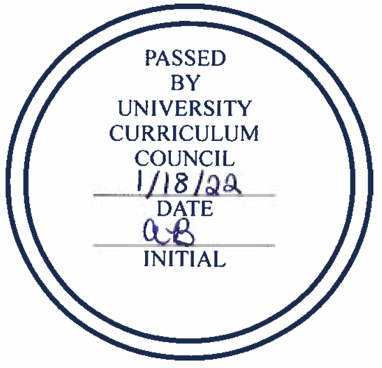 PASSED
BY
UNIVERSITY
CURRICULUM
COUNCIL
1/18/22
DATE
aB
INITIAL